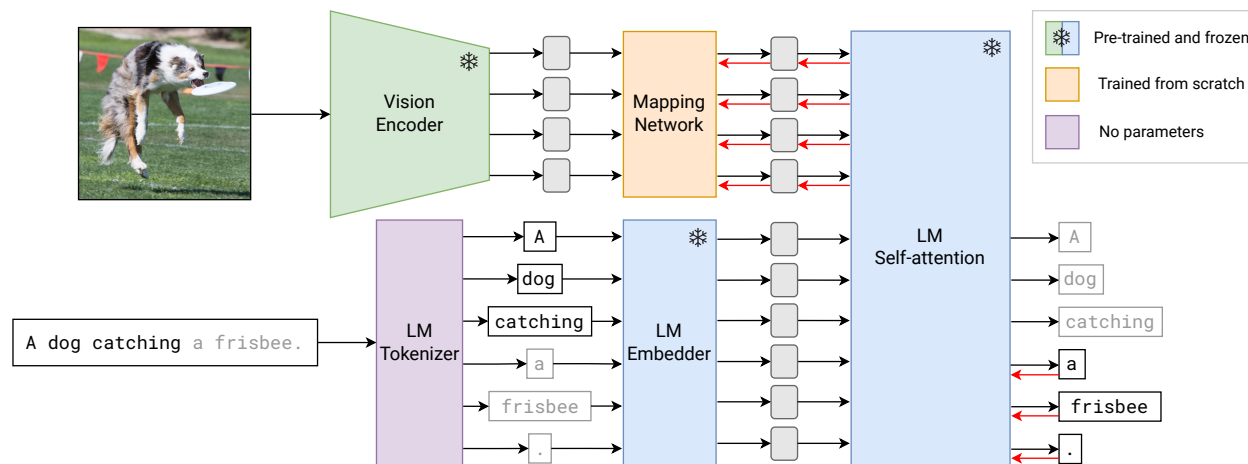 Vision
Encoder
Mapping
Network
Pre-trained and frozen
Trained from scratch
No parameters
A dog catching a frisbee.
LM
Tokenizer
A
dog
catching
a
frisbee
.
LM
Embedder
LM
Self-attention
A
dog
catching
a
frisbee
.